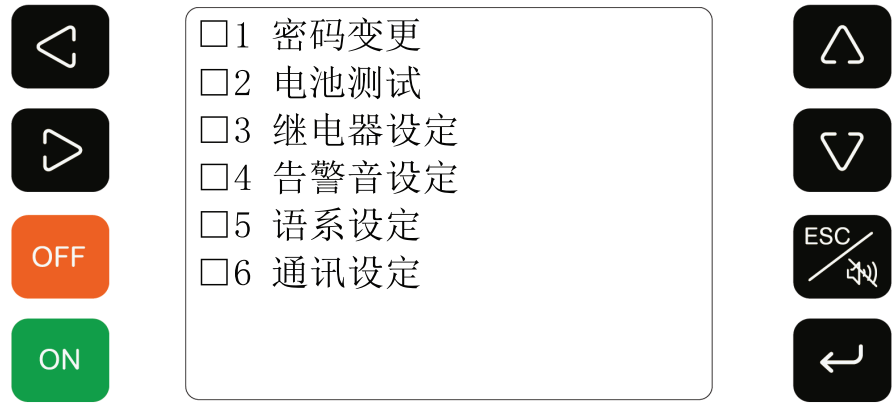 □1 密码变更
□2 电池测试
□3 继电器设定
□4 告警音设定
□5 语系设定
□6 通讯设定
OFF
ON
ESC